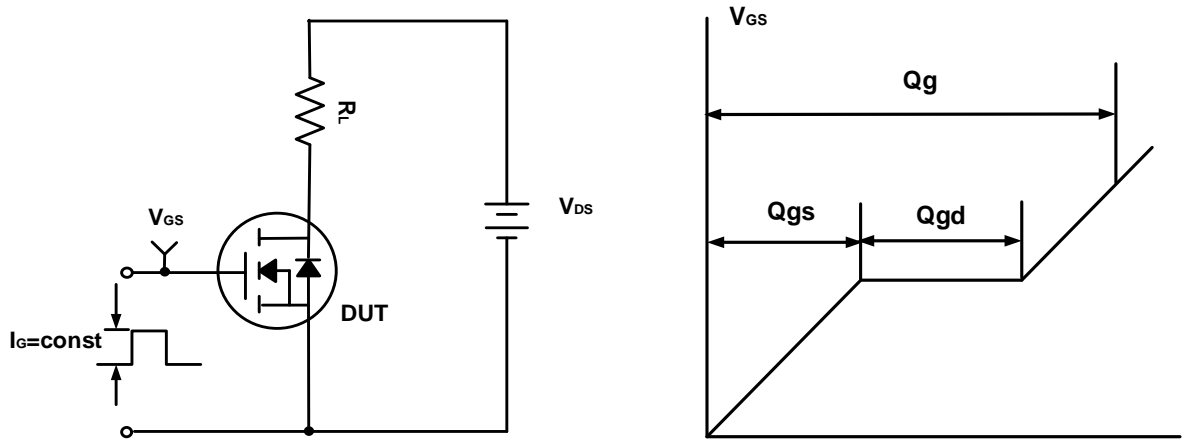 RL
VDS
VGS
DUT
IG=const
VGS
Qg
Qgs
Qgd